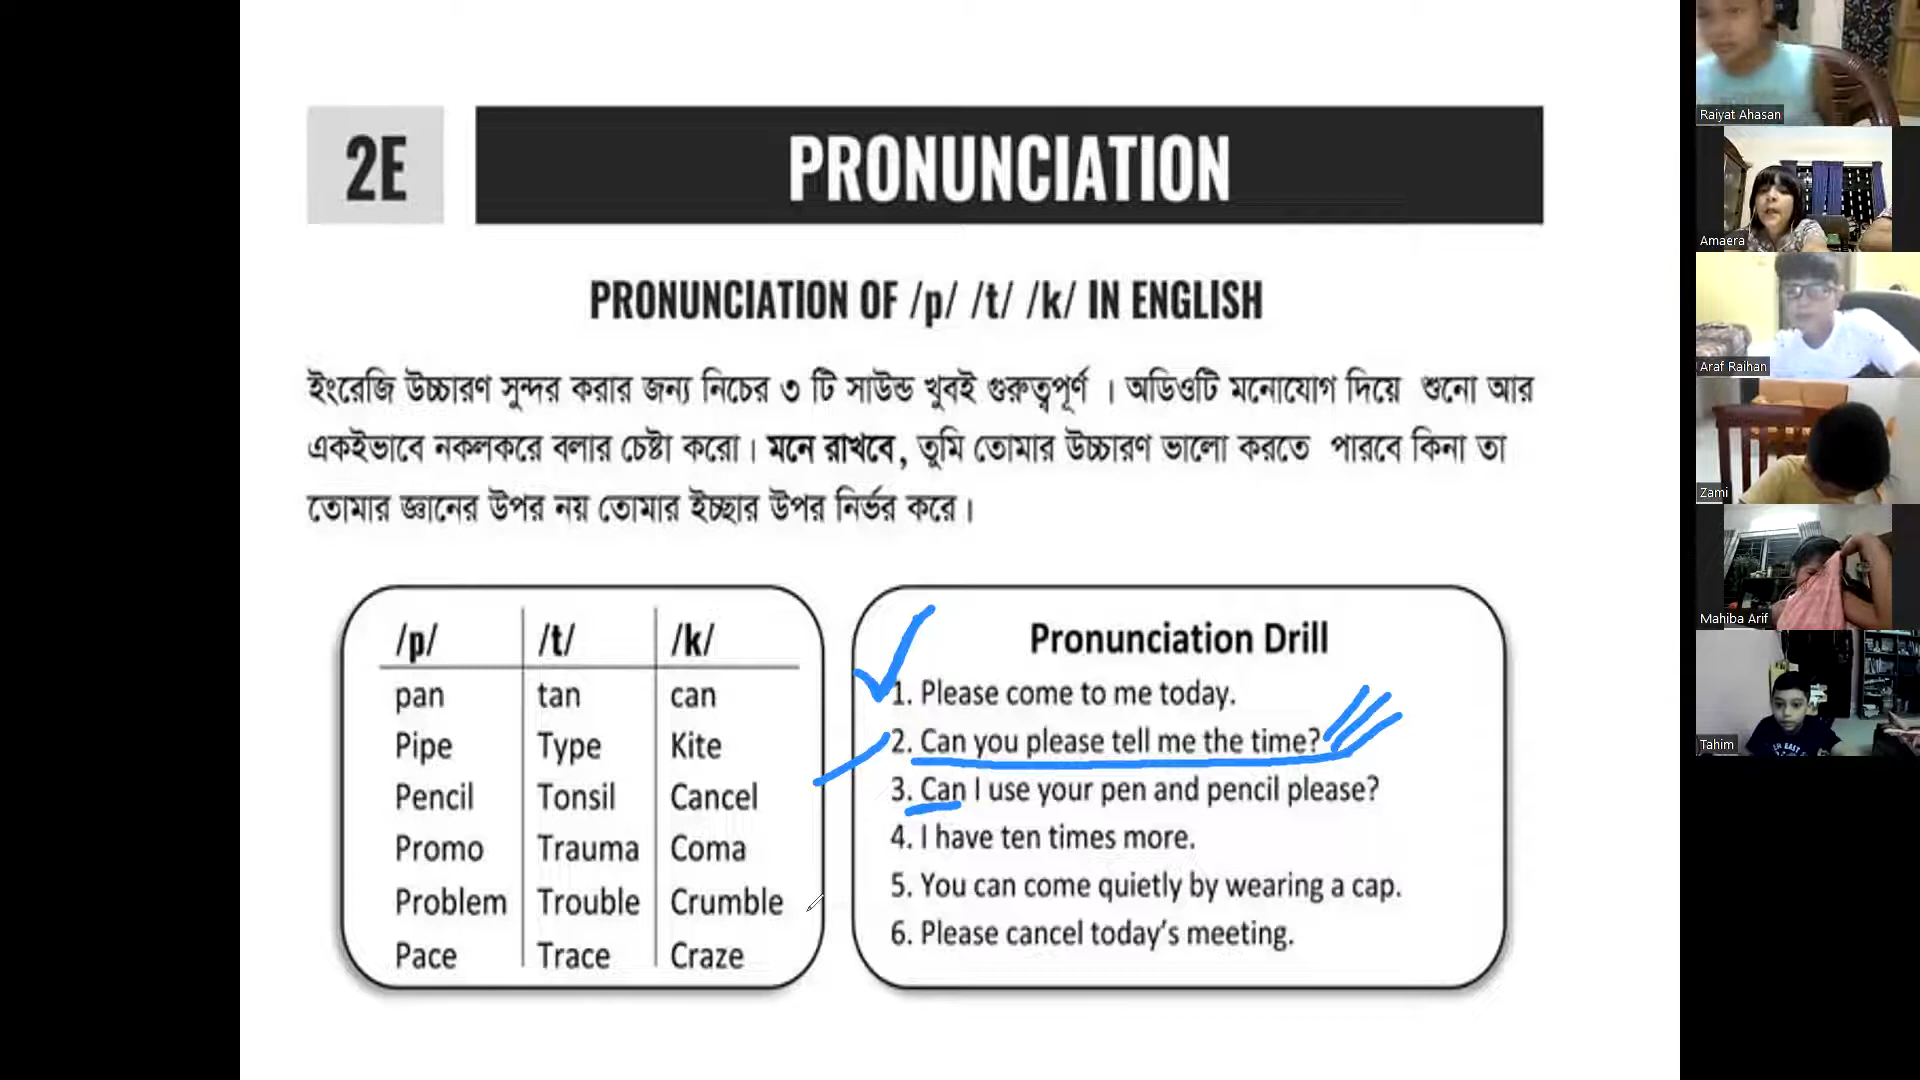 2E
PRONUNCIATION
PRONUNCIATION OF /p/ /t/ /k/ IN ENGLISH
ইংরেজি উচ্চারণ সুন্দর করার জন্য নিচের ৩ টি সাউন্ড খুবই গুরুত্বপূর্ণ । অডিওটি মনোযোগ দিয়ে শুনো আর
একইভাবে নকলকরে বলার চেষ্টা করো। মনে রাখবে, তুমি তোমার উচ্চারণ ভালো করতে পারবে কিনা তা
তোমার জ্ঞানের উপর নয় তোমার ইচ্ছার উপর নির্ভর করে।
/p/ /t/ /k/
pan tan can
Pipe Type Kite
Pencil Tonsil Cancel
Promo Trauma Coma
Problem Trouble Crumble
Pace Trace Craze
Pronunciation Drill
1. Please come to me today.
2. Can you please tell me the time?
3. Can I use your pen and pencil please?
4. I have ten times more.
5. You can come quietly by wearing a cap.
6. Please cancel today's meeting.
Raiyat Ahasan
Amaera
Araf Raihan
Zami
Mahiba Arif
Tahim